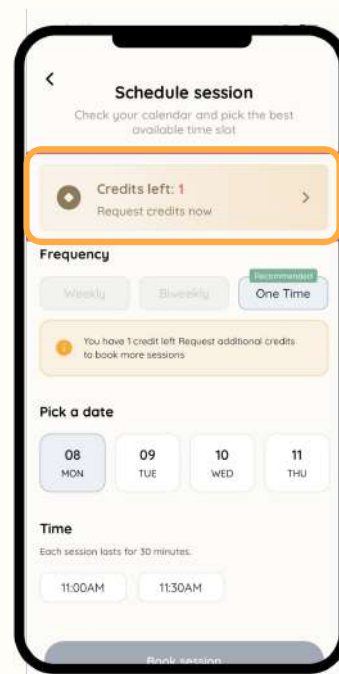 Schedule session
Check your calendar and pick the best
available time slot
Credits left: 1
Request credits now
Frequency
Recommended
Weekly
Biweekly
One Time
You have 1 credit left Request additional credits
to book more sessions
Pick a date
08
09
10
11
MON
TUE
WED
THU
Time
Each session lasts for 30 minutes.
11:00AM
11:30AM
Book session